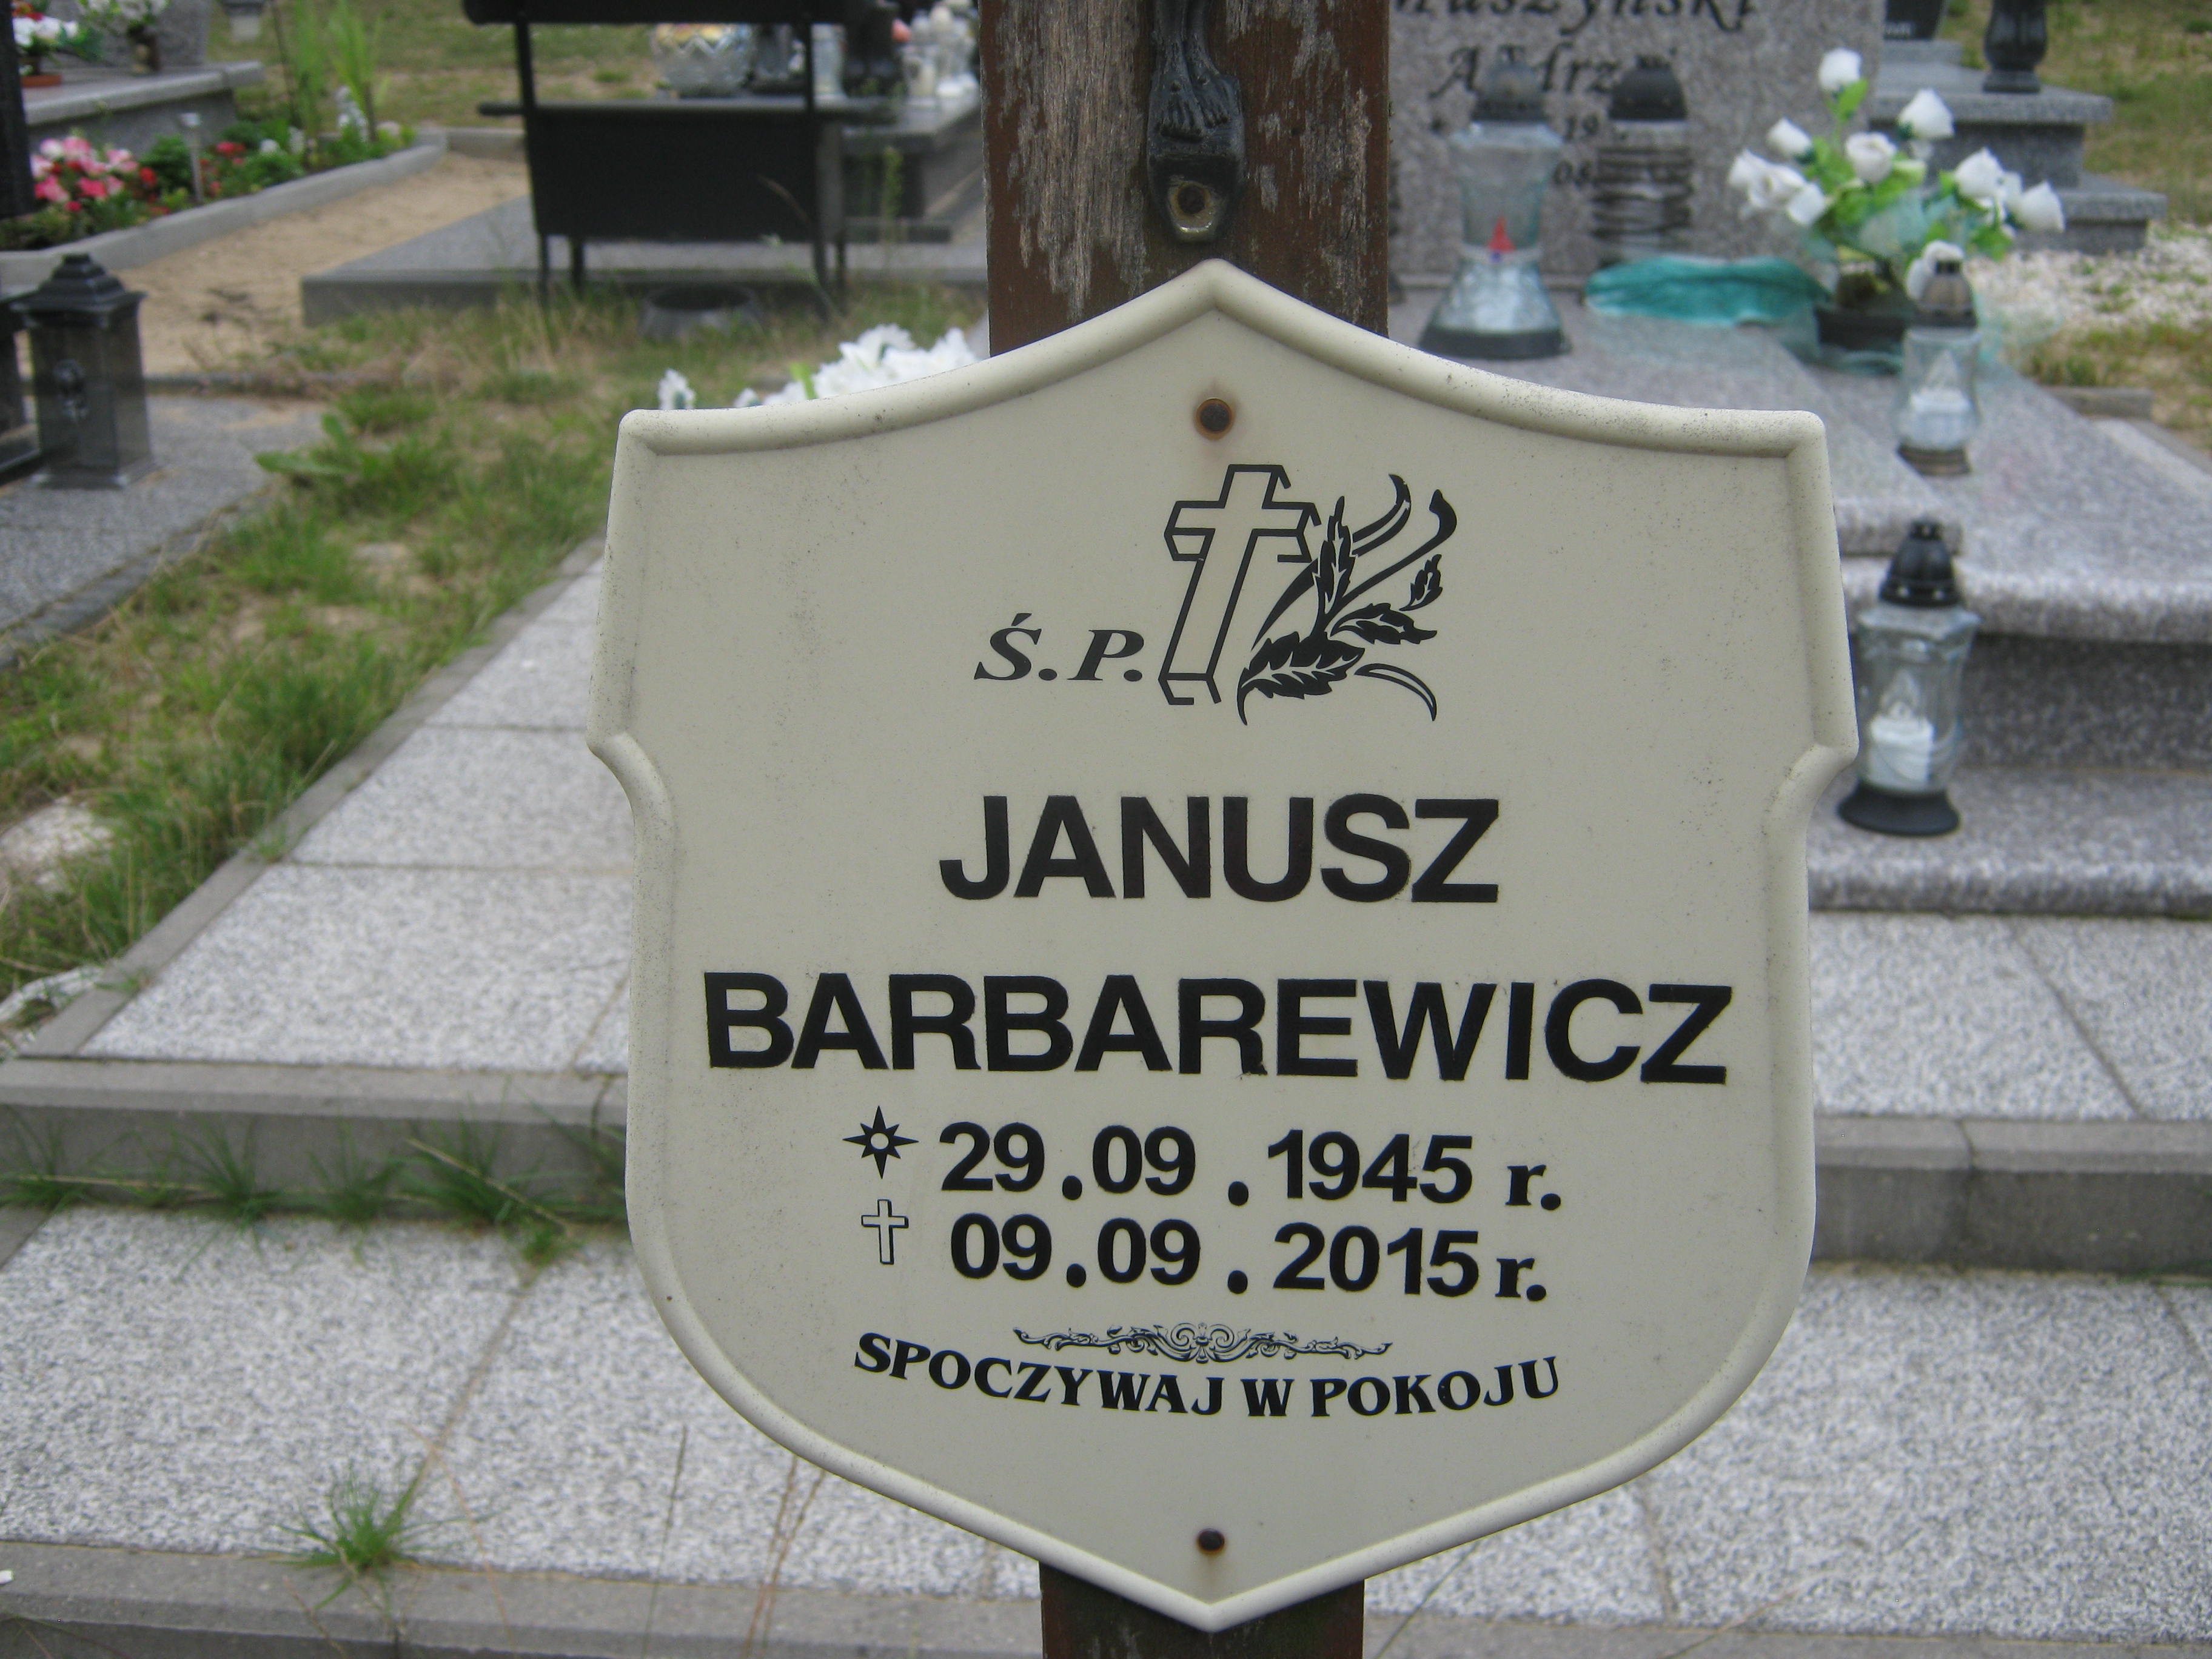 Ś.P.
JANUSZ
BARBAREWICZ
29.09.1945 r.
09.09.2015 r.
SPOCZYWAJ W POKOJU